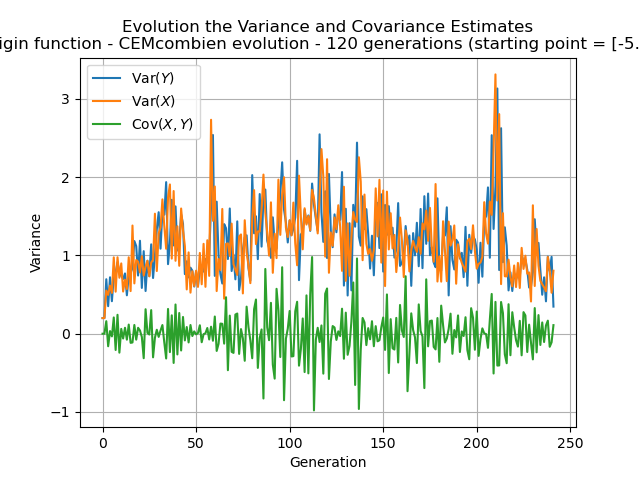 Evolution the Variance and Covariance Estimates
igin function - CEMcombien evolution - 120 generations (starting point = [-5.
Var(Y)
Var(X)
Cov(X, Y)
3
2
1
0
−1
Variance
0 50 100 150 200 250
Generation